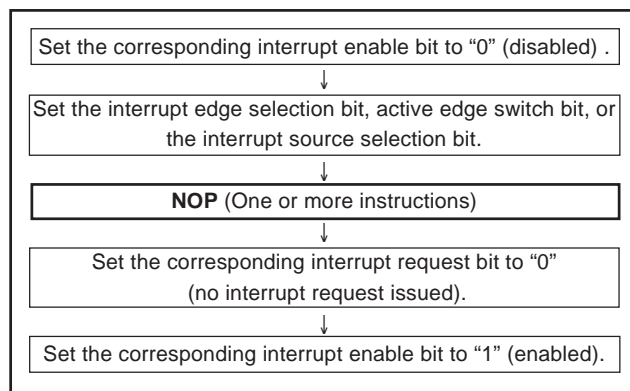 Set the corresponding interrupt enable bit to “0” (disabled) .
Set the interrupt edge selection bit, active edge switch bit, or
the interrupt source selection bit.
NOP (One or more instructions)
Set the corresponding interrupt request bit to “0”
(no interrupt request issued).
Set the corresponding interrupt enable bit to “1” (enabled).